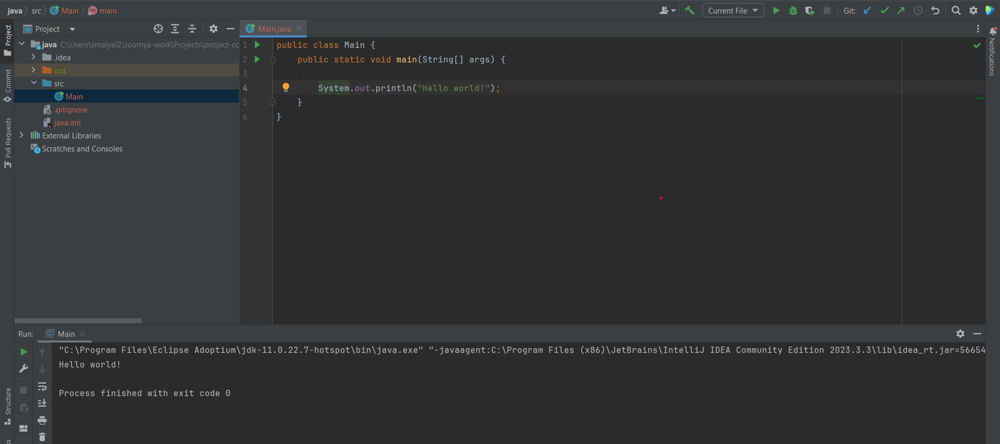 java src Main main
Current File Git:
Project
Main.java
Project
Commit
Pull Requests
Structure
java C:\Users\smalyal2\soumya-work\Projects\project-co
.idea
out
src
Main
.gitignore
java.iml
External Libraries
Scratches and Consoles
1 public class Main {
2 public static void main(String[] args) {
3
4 System.out.println("Hello world!");
5 }
6 }
Notifications
Run: Main
"C:\Program Files\Eclipse Adoptium\jdk-11.0.22.7-hotspot\bin\java.exe" "-javaagent:C:\Program Files (x86)\JetBrains\IntelliJ IDEA Community Edition 2023.3.3\lib\idea_rt.jar=56654
Hello world!
Process finished with exit code 0